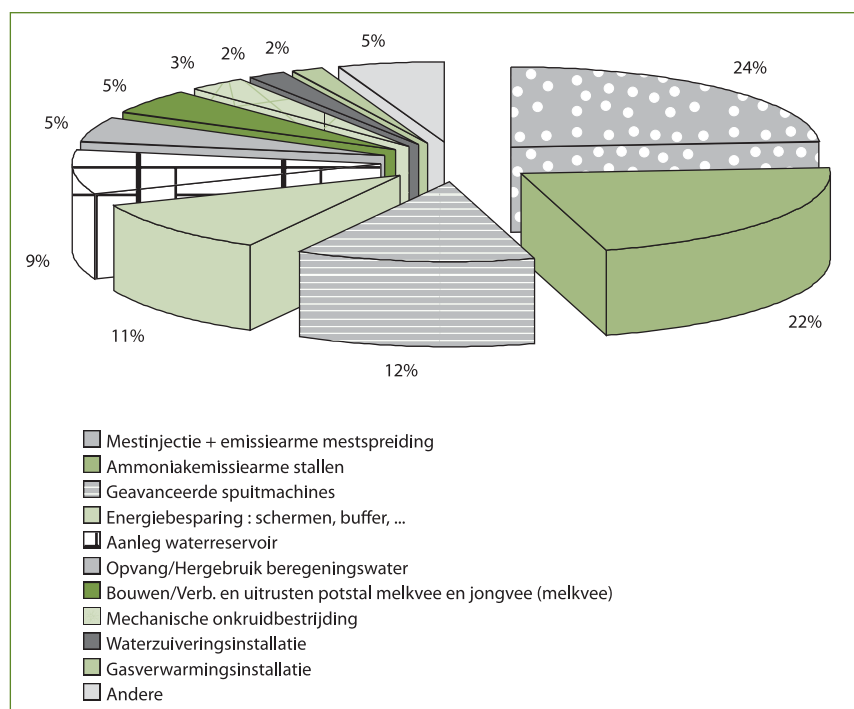 5%
2%
2%
3%
24%
5%
5%
9%
22%
11%
12%
Mestinjectie + emissiearme mestspreiding
Ammoniakemissiearme stallen
Geavanceerde spuitmachines
Energiebesparing : schermen, buffer, ...
Aanleg waterreservoir
Opvang/Hergebruik beregeningswater
Bouwen/Verb. en uitrusten potstal melkvee en jongvee (melkvee)
Mechanische onkruidbestrijding
Waterzuiveringsinstallatie
Gasverwarmingsinstallatie
Andere